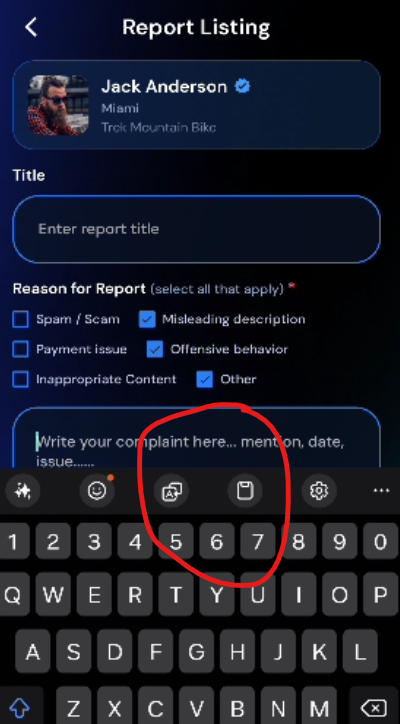 Report Listing
Jack Anderson
Miami
Trek Mountain Bike
Title
Enter report title
Reason for Report (select all that apply) *
Spam / Scam Misleading description
Payment issue Offensive behavior
Inappropriate Content Other
Write your complaint here... mention, date,
issue......
1 2 3 4 5 6 7 8 9 0
Q W E R T Y U I O P
A S D F G H J K L
Z X C V B N M